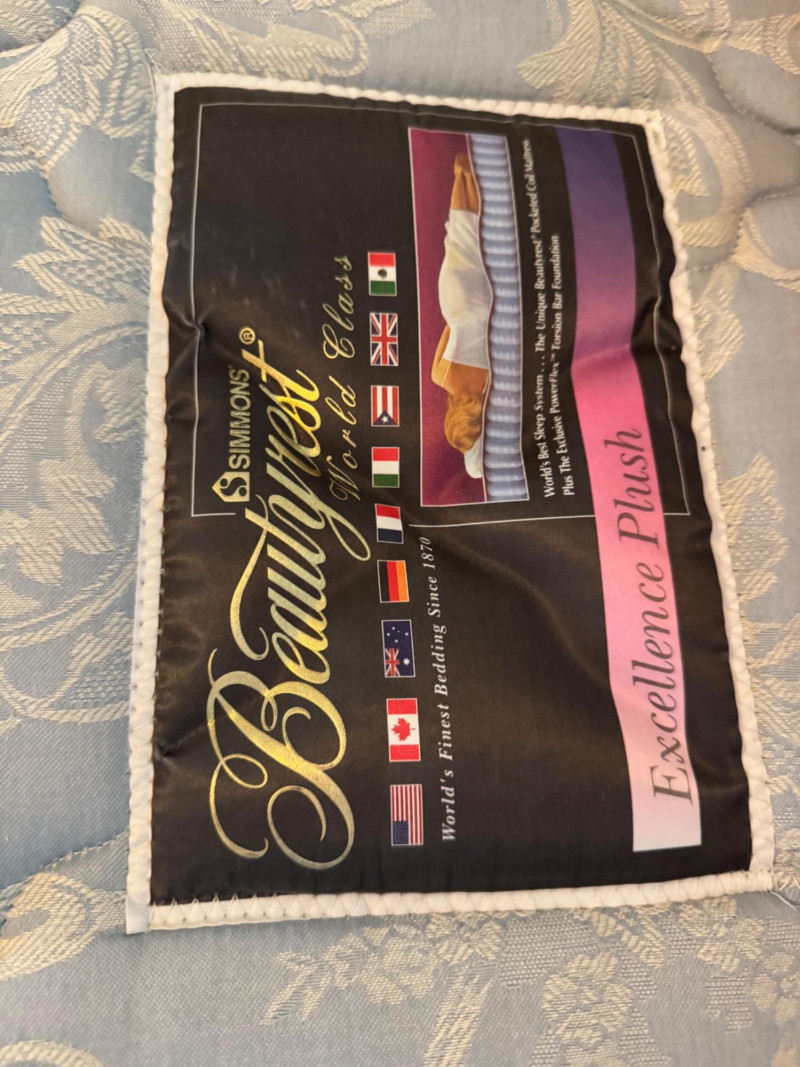 SIMMONS®
Beautyrest®
World Class
World's Finest Bedding Since 1870
World's Best Sleep System . . . The Unique Beautyrest® Pocketed Coil Mattress
Plus The Exclusive PowerFlex™ Torsion Bar Foundation
Excellence Plush